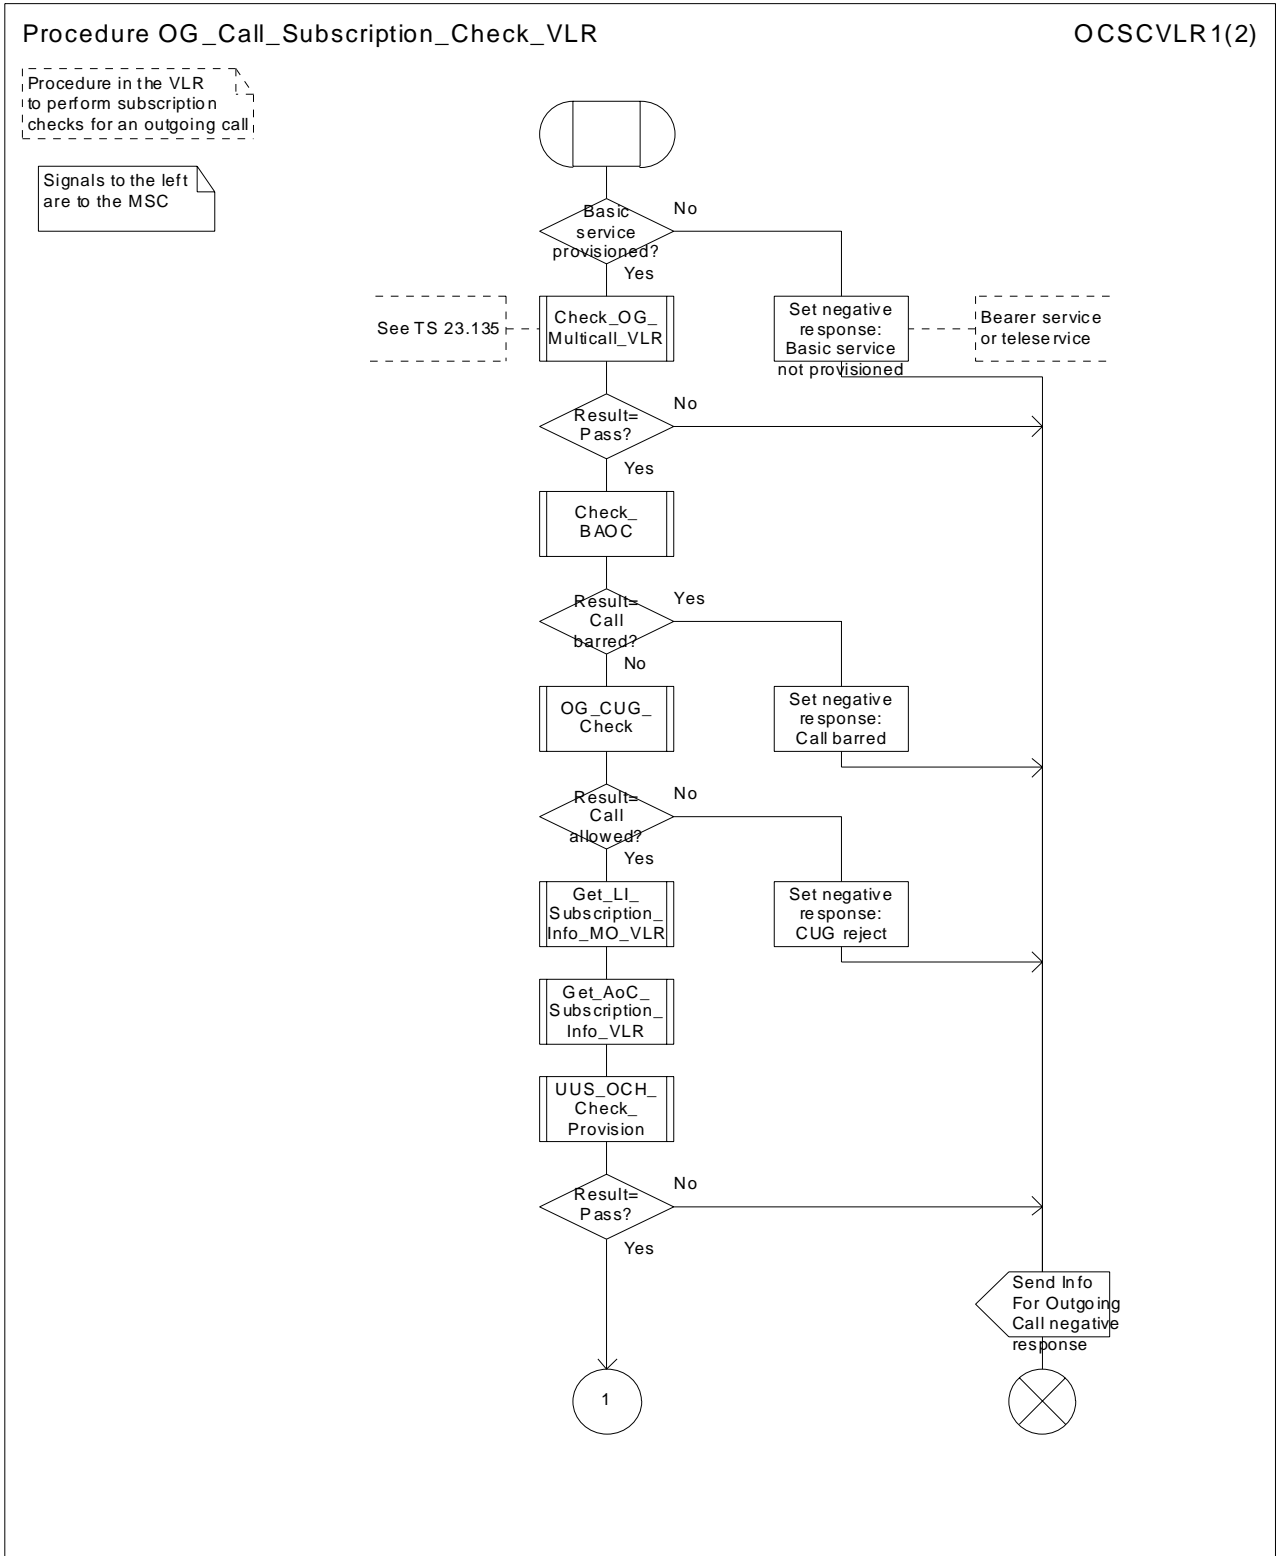 Procedure OG_Call_Subscription_Check_VLR
OCSCVLR1(2)
Procedure in the VLR
to perform subscription
checks for an outgoing call
Signals to the left
are to the MSC
Basic
service
provisioned?
No
Yes
See TS 23.135
Check_OG_
Multicall_VLR
Set negative
response:
Basic service
not provisioned
Bearer service
or teleservice
Result=
Pass?
No
Yes
Check_
BAOC
Result=
Call
barred?
Yes
No
OG_CUG_
Check
Set negative
response:
Call barred
Result=
Call
allowed?
No
Yes
Get_LI_
Subscription_
Info_MO_VLR
Set negative
response:
CUG reject
Get_AoC_
Subscription_
Info_VLR
UUS_OCH_
Check_
Provision
Result=
Pass?
No
Yes
Send Info
For Outgoing
Call negative
response
1